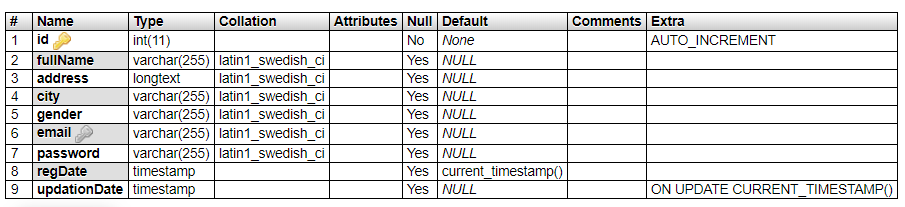 # Name Type Collation Attributes Null Default Comments Extra
1 id int(11) No None AUTO_INCREMENT
2 fullName varchar(255) latin1_swedish_ci Yes NULL
3 address longtext latin1_swedish_ci Yes NULL
4 city varchar(255) latin1_swedish_ci Yes NULL
5 gender varchar(255) latin1_swedish_ci Yes NULL
6 email varchar(255) latin1_swedish_ci Yes NULL
7 password varchar(255) latin1_swedish_ci Yes NULL
8 regDate timestamp Yes current_timestamp()
9 updationDate timestamp Yes NULL ON UPDATE CURRENT_TIMESTAMP()